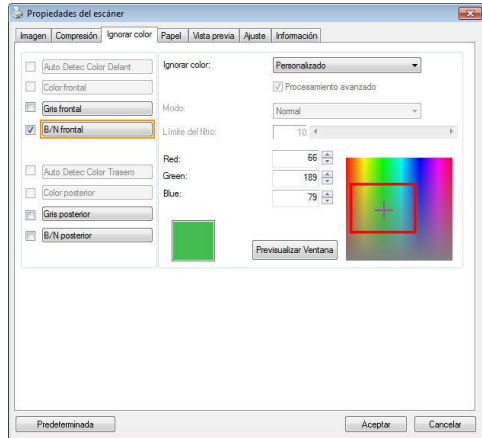 Propiedades del escáner
Imagen Compresión Ignorar color Papel Vista previa Ajuste Información
Auto Detec Color Delant
Color frontal
Gris frontal
B/N frontal
Auto Detec Color Trasero
Color posterior
Gris posterior
B/N posterior
Ignorar color: Personalizado
Procesamiento avanzado
Modo: Normal
Límite del filtro: 10
Red: 66
Green: 189
Blue: 79
Previsualizar Ventana
Predeterminada Aceptar Cancelar